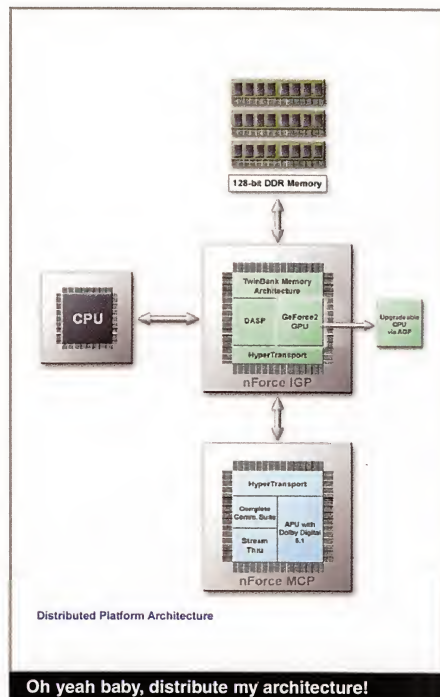 128-bit DDR Memory
TwinBank Memory
Architecture
CPU
DASP
GeForce2
GPU
Upgradeable
GPU
via AGP
HyperTransport
nForce IGP
HyperTransport
Complete
Comm. Suite
APU with
Dolby Digital
5.1
Stream
Thru
nForce MCP
Distributed Platform Architecture
Oh yeah baby, distribute my architecture!